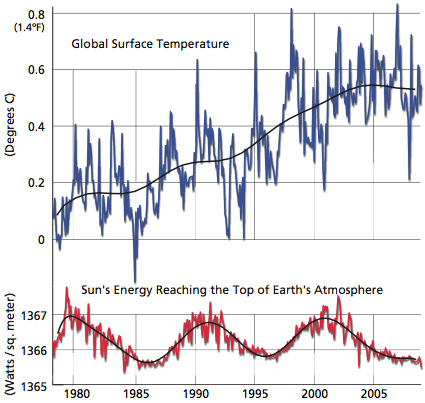 0.8
(1.4°F)
Global Surface Temperature
0.6
(Degrees C)
0.4
0.2
0
Sun's Energy Reaching the Top of Earth's Atmosphere
(Watts / sq. meter)
1367
1366
1365
1980 1985 1990 1995 2000 2005